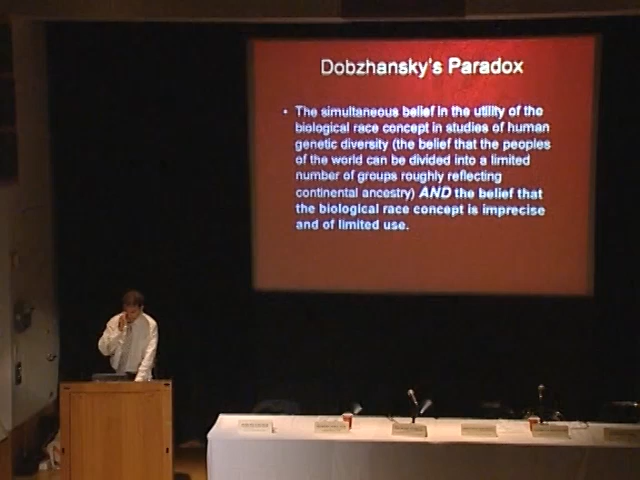 Dobzhansky's Paradox
• The simultaneous belief in the utility of the
biological race concept in studies of human
genetic diversity (the belief that the peoples
of the world can be divided into a limited
number of groups roughly reflecting
continental ancestry) AND the belief that
the biological race concept is imprecise
and of limited use.